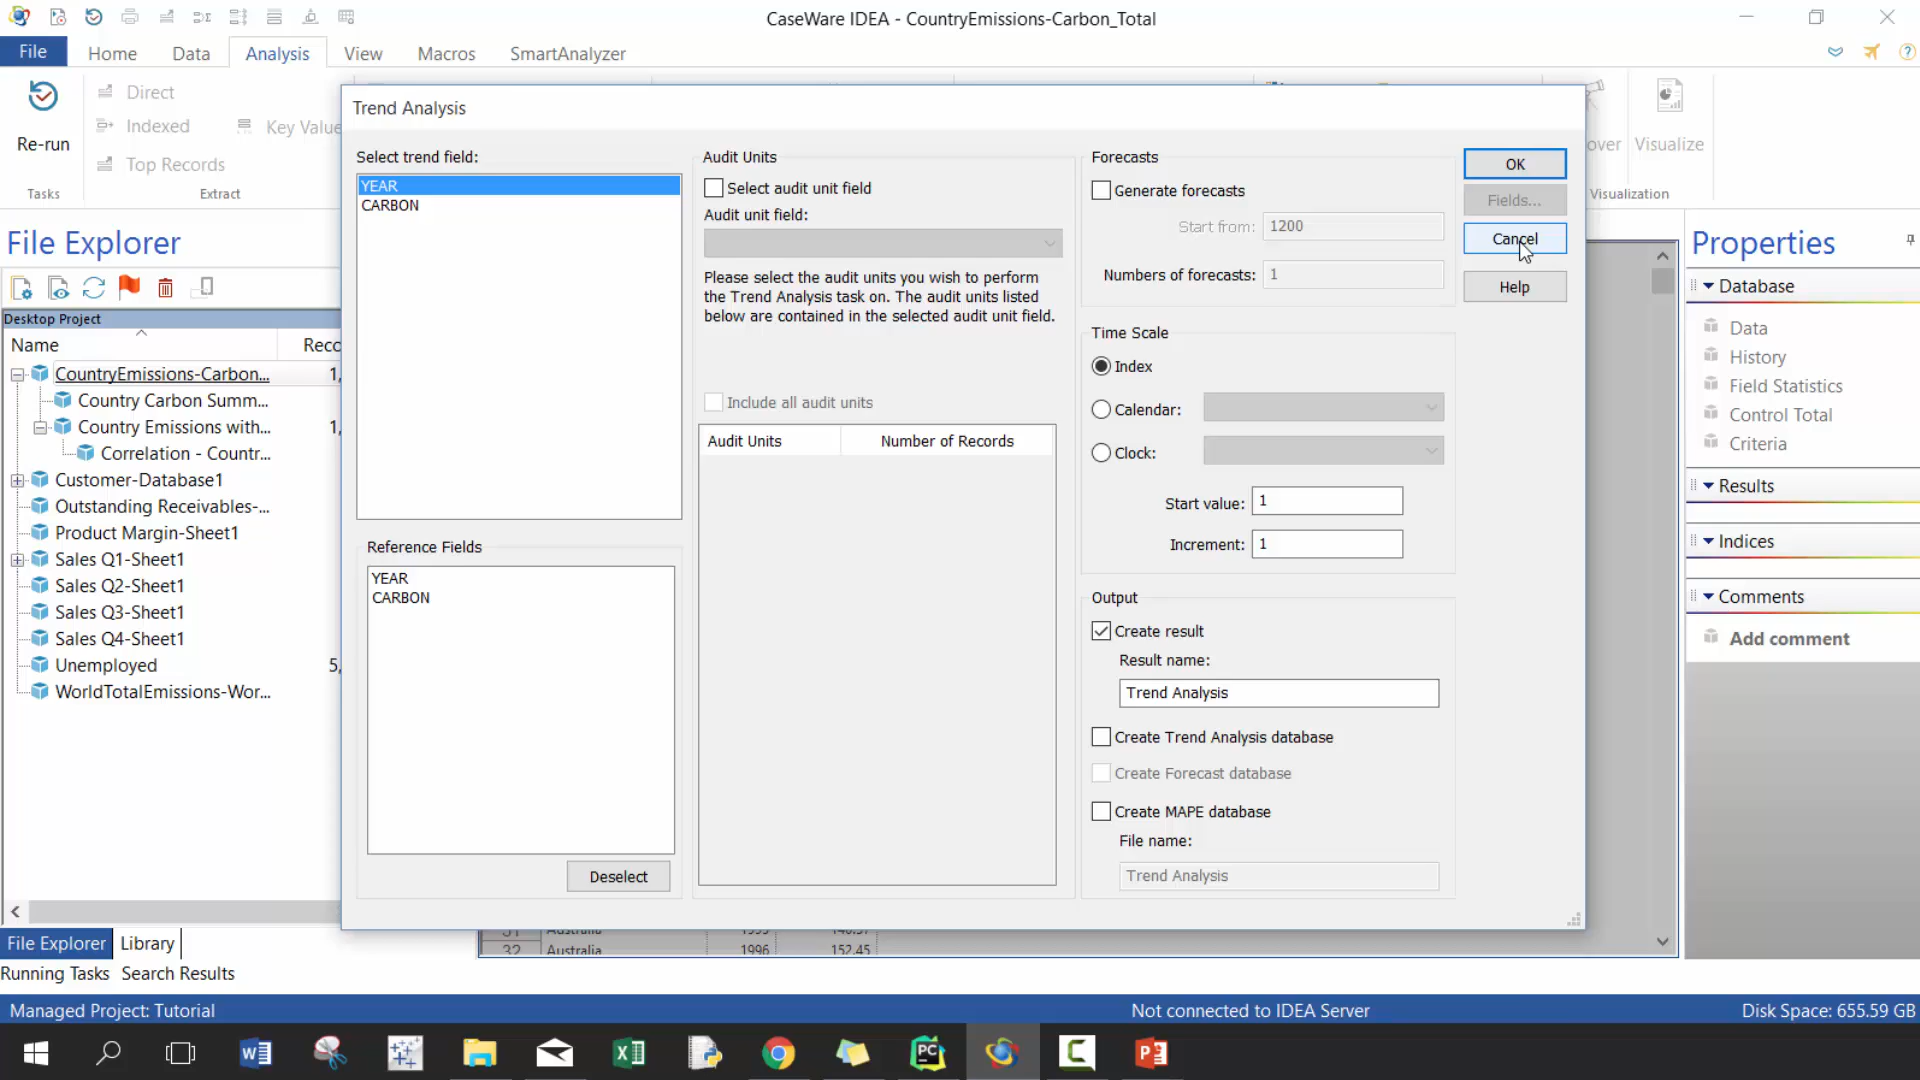 CaseWare IDEA - CountryEmissions-Carbon_Total
File Home Data Analysis View Macros SmartAnalyzer
Re-run
Tasks
Direct
Indexed
Key Value
Top Records
Extract
Visualize
Visualization
File Explorer
Desktop Project
Name
CountryEmissions-Carbon...
1,
Country Carbon Summ...
Country Emissions with...
1,
Correlation - Countr...
Customer-Database1
Outstanding Receivables-...
Product Margin-Sheet1
Sales Q1-Sheet1
Sales Q2-Sheet1
Sales Q3-Sheet1
Sales Q4-Sheet1
Unemployed
5,
WorldTotalEmissions-Wor...
File Explorer Library
Running Tasks Search Results
Trend Analysis
Select trend field:
YEAR
CARBON
Reference Fields
YEAR
CARBON
Deselect
Audit Units
Select audit unit field
Audit unit field:
Please select the audit units you wish to perform
the Trend Analysis task on. The audit units listed
below are contained in the selected audit unit field.
Include all audit units
Audit Units Number of Records
Forecasts
Generate forecasts
Start from: 1200
Numbers of forecasts: 1
Time Scale
Index
Calendar:
Clock:
Start value: 1
Increment: 1
Output
Create result
Result name:
Trend Analysis
Create Trend Analysis database
Create Forecast database
Create MAPE database
File name:
Trend Analysis
OK
Fields...
Cancel
Help
32 Australia 1996 152.45
Properties
Database
Data
History
Field Statistics
Control Total
Criteria
Results
Indices
Comments
Add comment
Managed Project: Tutorial
Not connected to IDEA Server
Disk Space: 655.59 GB